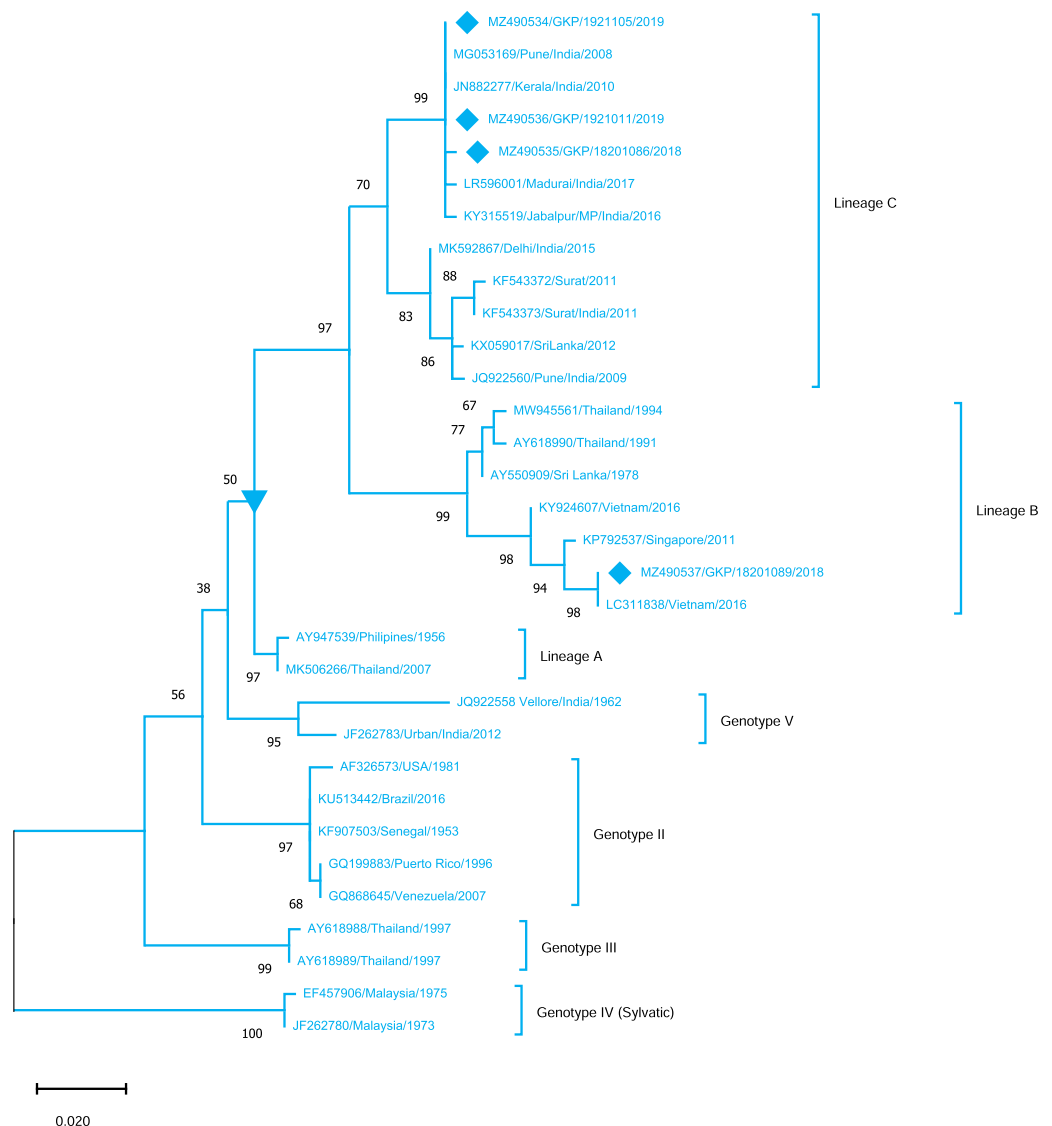 MZ490534/GKP/1921105/2019
MG053169/Pune/India/2008
JN882277/Kerala/India/2010
99
MZ490536/GKP/1921011/2019
MZ490535/GKP/18201086/2018
70
LR596001/Madurai/India/2017
Lineage C
KY315519/Jabalpur/MP/India/2016
MK592867/Delhi/India/2015
88
KF543372/Surat/2011
83
KF543373/Surat/India/2011
97
KX059017/SriLanka/2012
86
JQ922560/Pune/India/2009
67
MW945561/Thailand/1994
77
AY618990/Thailand/1991
AY550909/Sri Lanka/1978
50
KY924607/Vietnam/2016
Lineage B
99
KP792537/Singapore/2011
98
MZ490537/GKP/18201089/2018
94
38
LC311838/Vietnam/2016
98
AY947539/Philipines/1956
Lineage A
MK506266/Thailand/2007
97
56
JQ922558 Vellore/India/1962
Genotype V
JF262783/Urban/India/2012
95
AF326573/USA/1981
KU513442/Brazil/2016
KF907503/Senegal/1953
Genotype II
97
GQ199883/Puerto Rico/1996
GQ868645/Venezuela/2007
68
AY618988/Thailand/1997
Genotype III
AY618989/Thailand/1997
99
EF457906/Malaysia/1975
Genotype IV (Sylvatic)
JF262780/Malaysia/1973
100
0.020